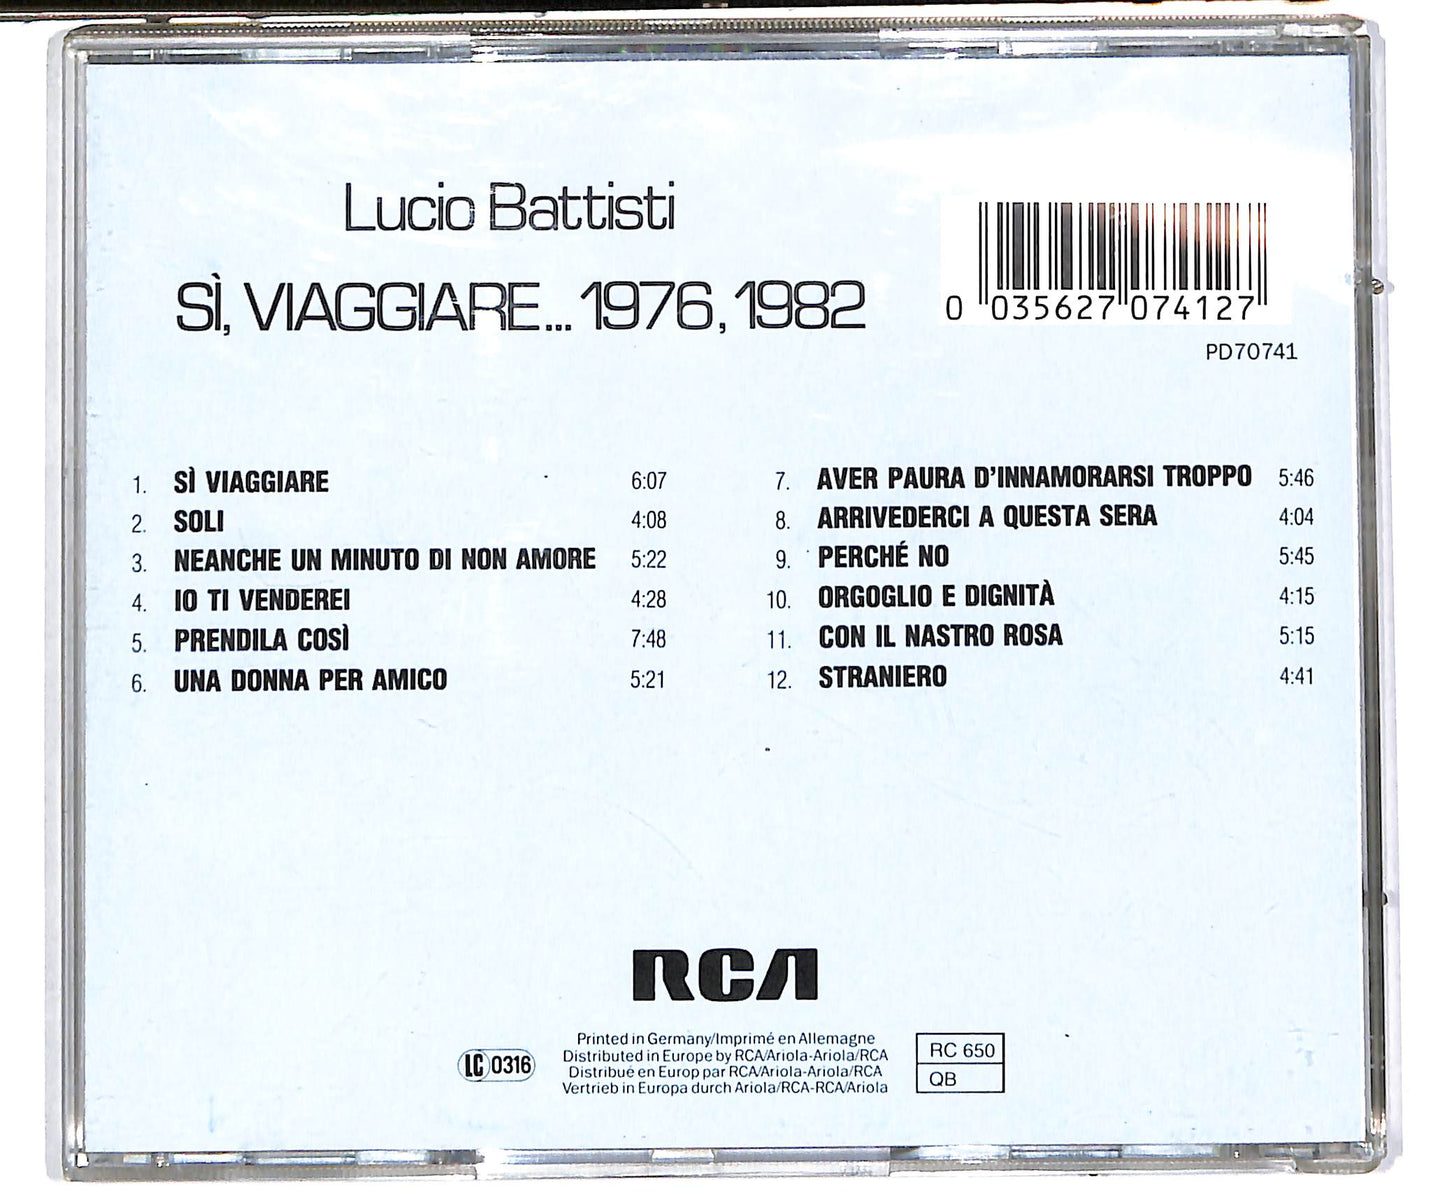 Lucio Battisti
SÌ, VIAGGIARE... 1976, 1982
0 035627 074127
PD70741
1. SÌ VIAGGIARE 6:07
2. SOLI 4:08
3. NEANCHE UN MINUTO DI NON AMORE 5:22
4. IO TI VENDEREI 4:28
5. PRENDILA COSÌ 7:48
6. UNA DONNA PER AMICO 5:21
7. AVER PAURA D'INNAMORARSI TROPPO 5:46
8. ARRIVEDERCI A QUESTA SERA 4:04
9. PERCHÉ NO 5:45
10. ORGOGLIO E DIGNITÀ 4:15
11. CON IL NASTRO ROSA 5:15
12. STRANIERO 4:41
RCA
LC 0316
Printed in Germany/Imprimé en Allemagne
Distributed in Europe by RCA/Ariola-Ariola/RCA
Distribué en Europ par RCA/Ariola-Ariola/RCA
Vertrieb in Europa durch Ariola/RCA-RCA/Ariola
RC 650
QB